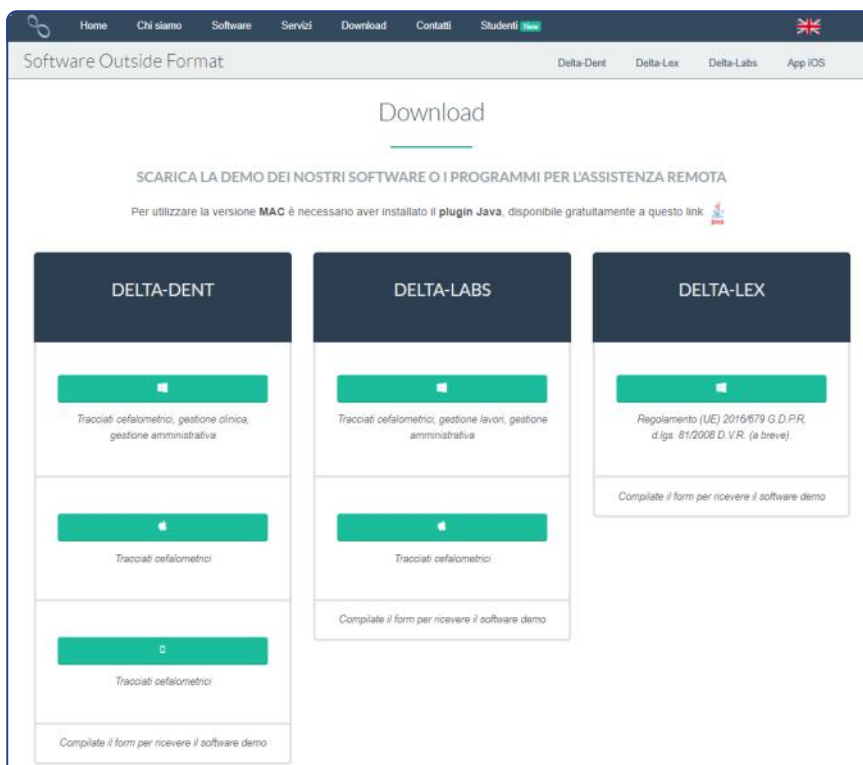 Home Chi siamo Software Servizi Download Contatti Studenti New
Software Outside Format Delta-Dent Delta-Lex Delta-Labs App iOS
Download
SCARICA LA DEMO DEI NOSTRI SOFTWARE O I PROGRAMMI PER L'ASSISTENZA REMOTA
Per utilizzare la versione MAC è necessario aver installato il plugin Java, disponibile gratuitamente a questo link
Java
DELTA-DENT
Tracciati cefalometrici, gestione clinica,
gestione amministrativa
Tracciati cefalometrici
Tracciati cefalometrici
Compilate il form per ricevere il software demo
DELTA-LABS
Tracciati cefalometrici, gestione lavori, gestione
amministrativa
Tracciati cefalometrici
Compilate il form per ricevere il software demo
DELTA-LEX
Regolamento (UE) 2016/679 G.D.P.R,
d.lgs. 81/2008 D.V.R. (a breve).
Compilate il form per ricevere il software demo